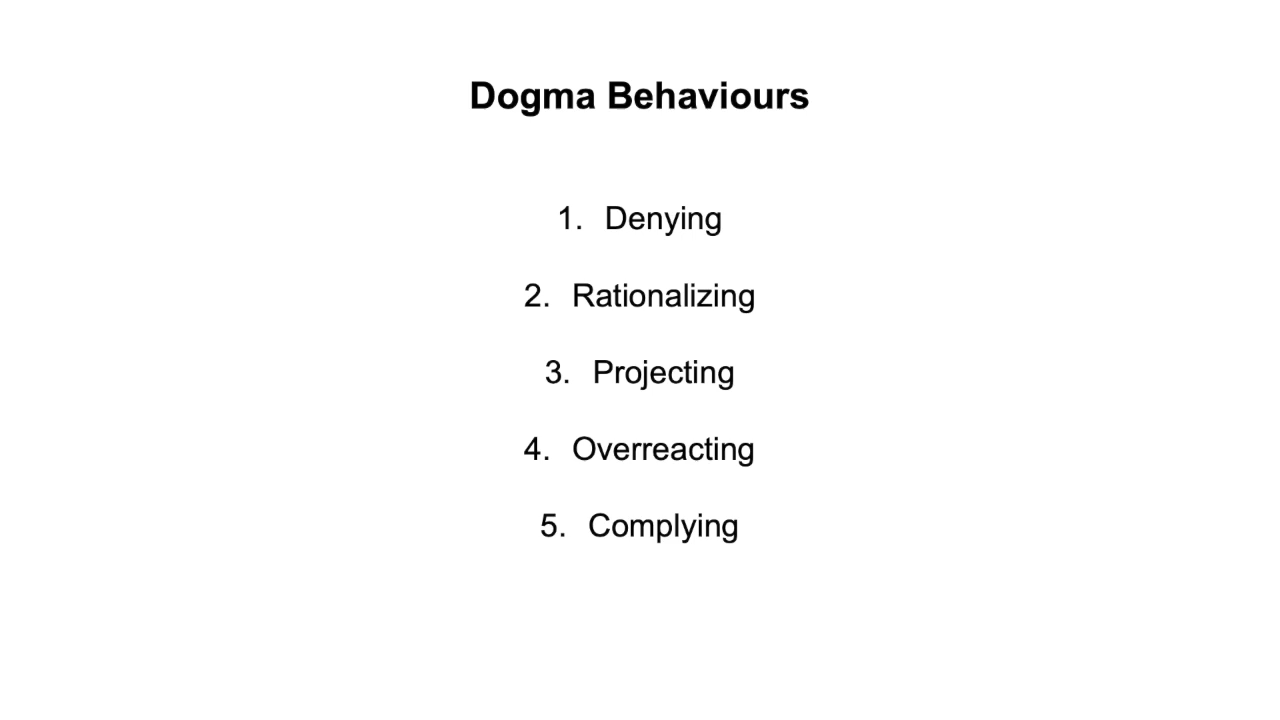 Dogma Behaviours
1. Denying
2. Rationalizing
3. Projecting
4. Overreacting
5. Complying